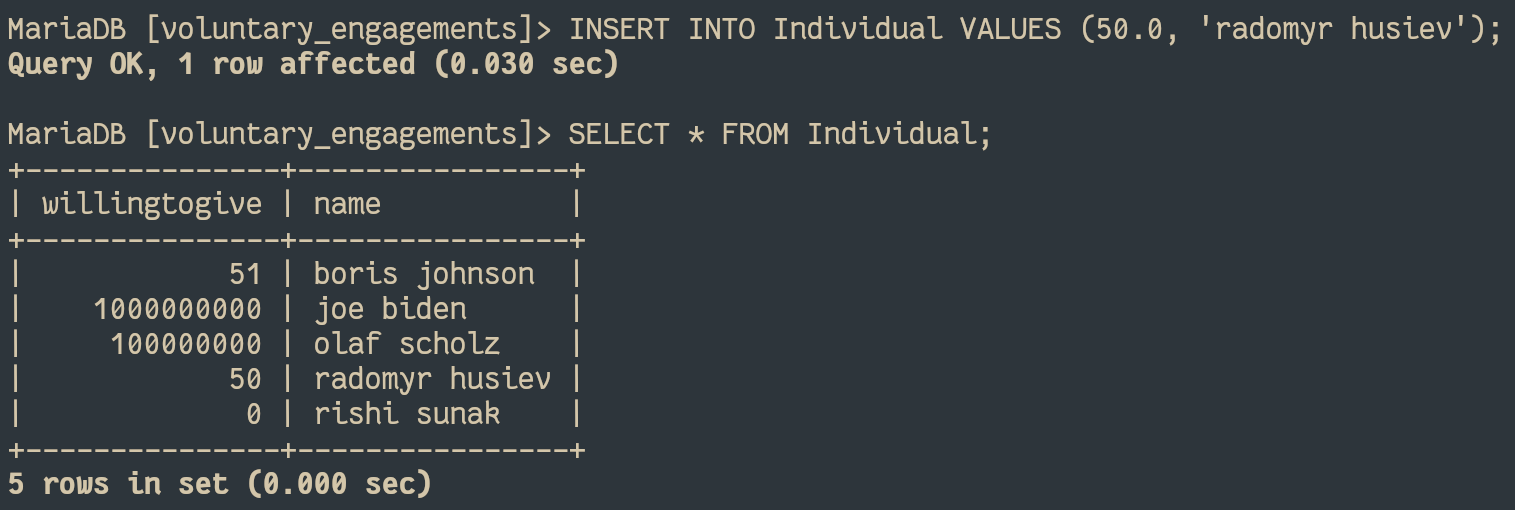 MariaDB [voluntary_engagements]> INSERT INTO Individual VALUES (50.0, 'radomyr husiev');
Query OK, 1 row affected (0.030 sec)

MariaDB [voluntary_engagements]> SELECT * FROM Individual;
+---------------+----------------+
| willingtogive | name           |
+---------------+----------------+
|            51 | boris johnson  |
|    1000000000 | joe biden      |
|     100000000 | olaf scholz    |
|            50 | radomyr husiev |
|             0 | rishi sunak    |
+---------------+----------------+
5 rows in set (0.000 sec)